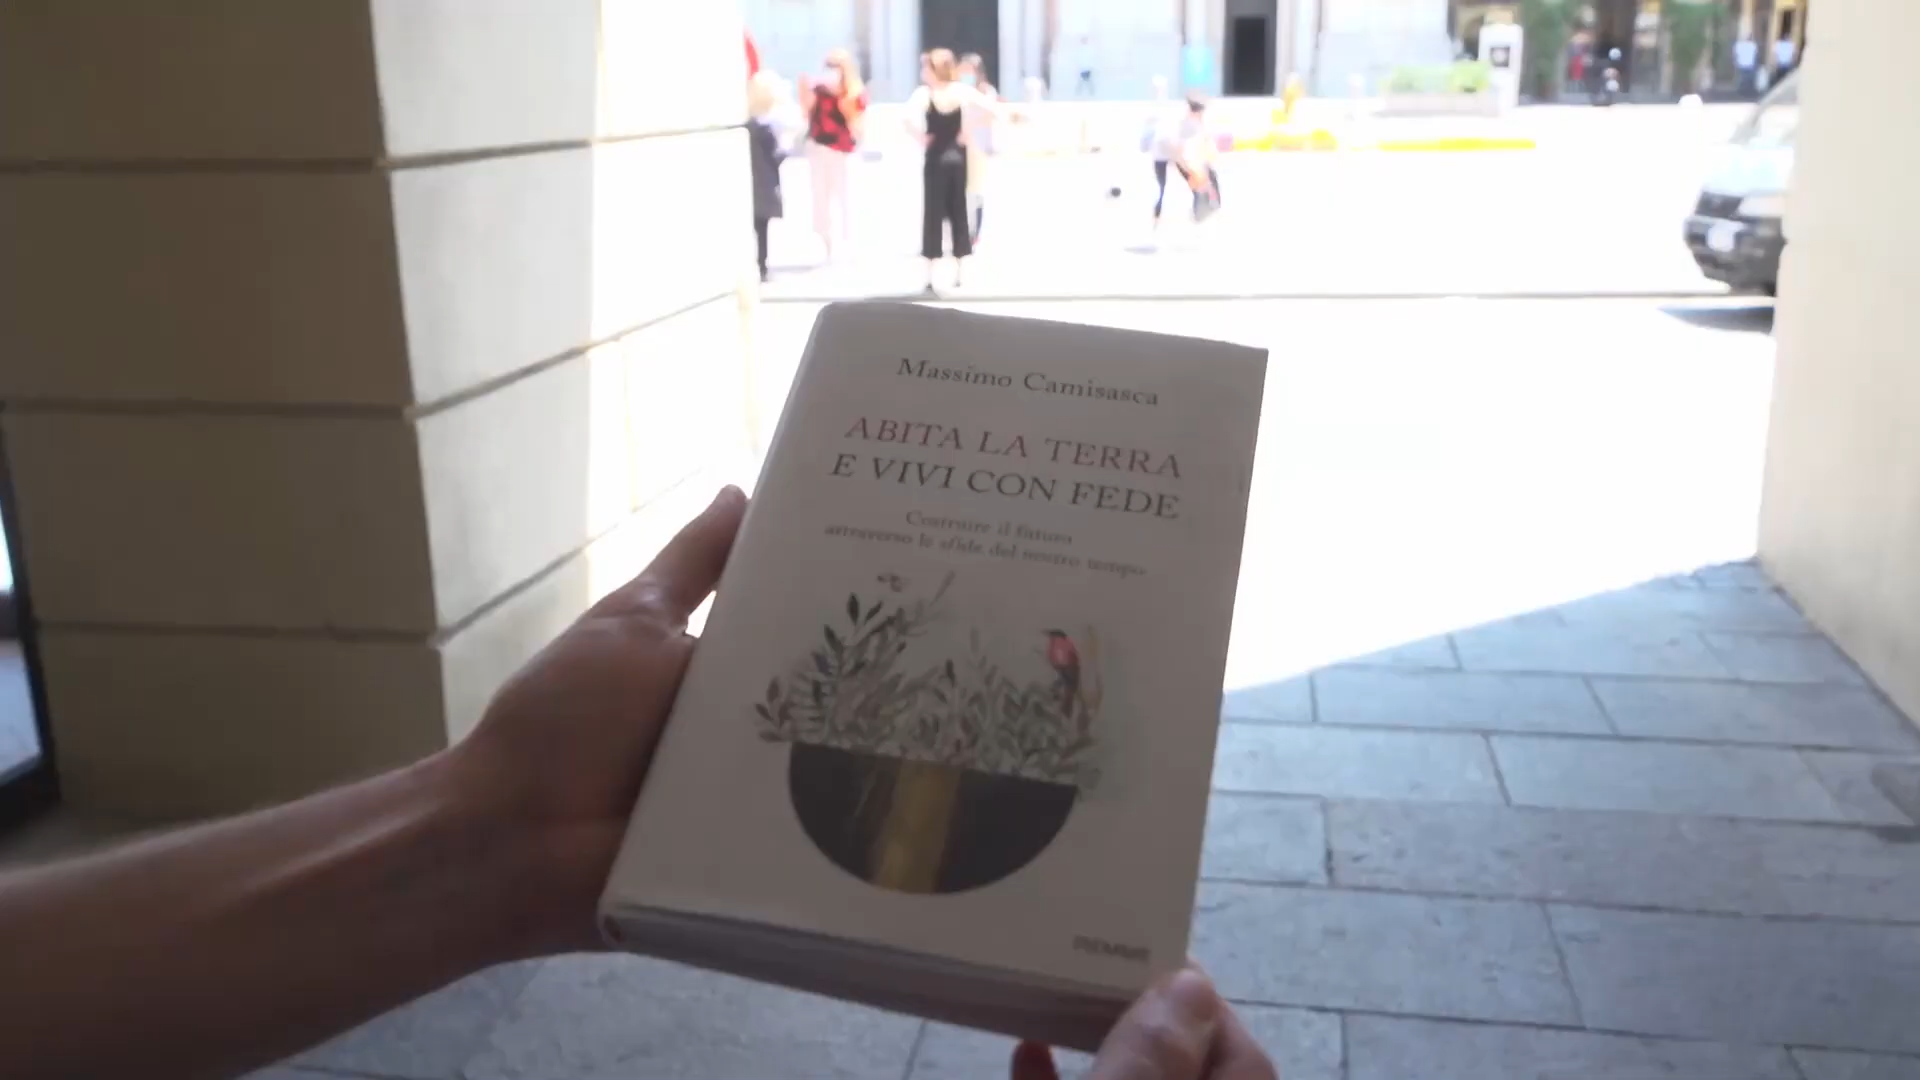 Massimo Camisasca
ABITA LA TERRA
E VIVI CON FEDE
Costruire il futuro
attraverso le sfide del nostro tempo
PIEMME